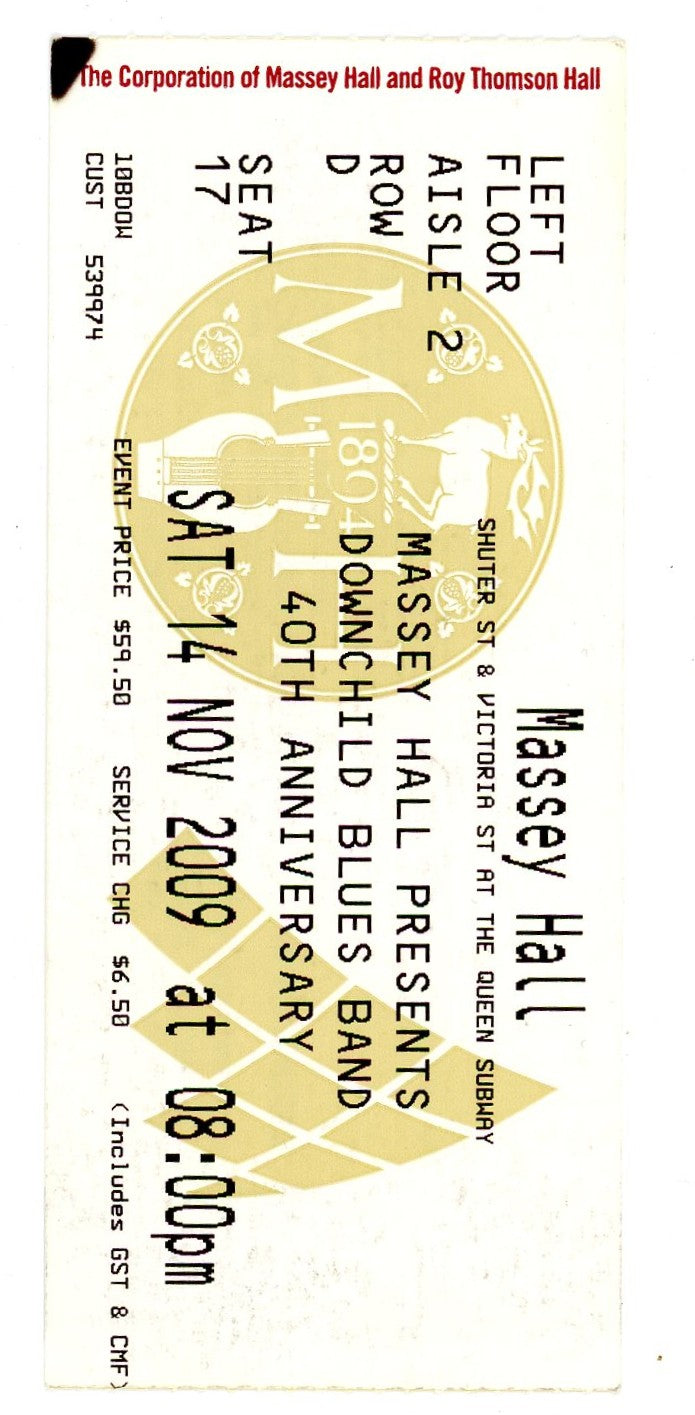 The Corporation of Massey Hall and Roy Thomson Hall
Massey Hall
SHUTER ST & VICTORIA ST AT THE QUEEN SUBWAY
MASSEY HALL PRESENTS
DOWNCHILD BLUES BAND
40TH ANNIVERSARY
SAT 14 NOV 2009 at 08:00pm
EVENT PRICE $59.50 SERVICE CHG $6.50 (Includes GST & CMF)
LEFT
FLOOR
AISLE 2
ROW
D
SEAT
17
10BDOW
CUST 539974
M 1894 H